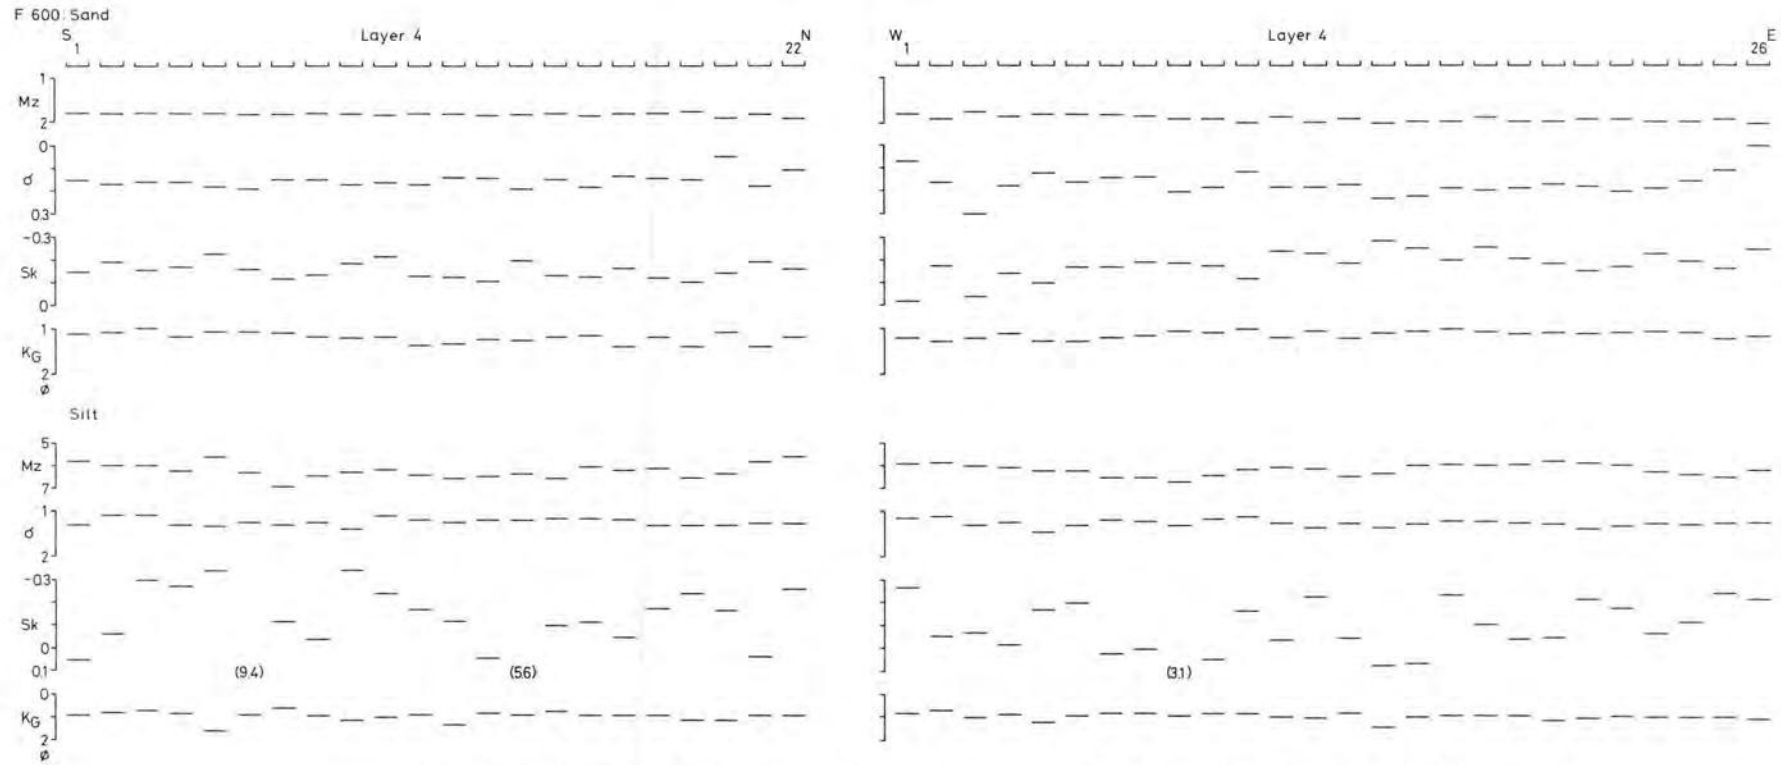 F 600. Sand
S Layer 4 N W Layer 4 E
1 22 1 26
1
Mz
2
0
σ
0.3
-0.3
Sk
0
1
KG
2
ø
Silt
5
Mz
7
1
σ
2
-0.3
Sk
0
0.1
(9.4) (5.6) (3.1)
0
KG
2
ø